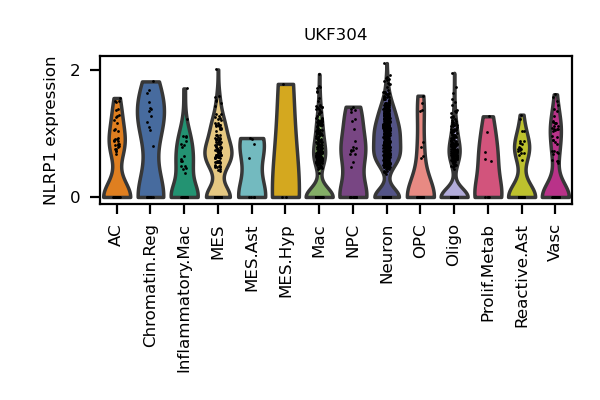 UKF304
NLRP1 expression
2
0
AC
Chromatin.Reg
Inflammatory.Mac
MES
MES.Ast
MES.Hyp
Mac
NPC
Neuron
OPC
Oligo
Prolif.Metab
Reactive.Ast
Vasc